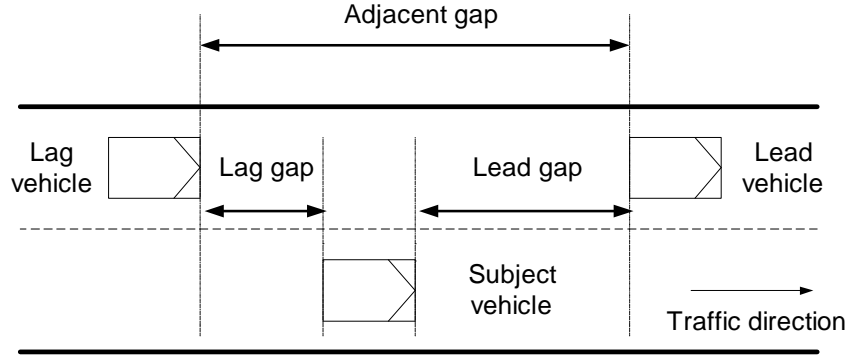 Adjacent gap
Lag
vehicle
Lag gap
Lead gap
Lead
vehicle
Subject
vehicle
Traffic direction